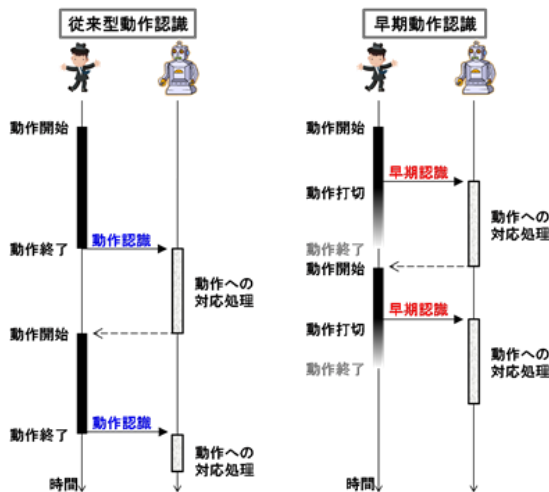 従来型動作認識
動作開始
動作終了
動作認識
動作への
対応処理
動作開始
動作終了
動作認識
動作への
対応処理
時間
早期動作認識
動作開始
早期認識
動作打切
動作への
対応処理
動作終了
動作開始
早期認識
動作打切
動作への
対応処理
動作終了
時間